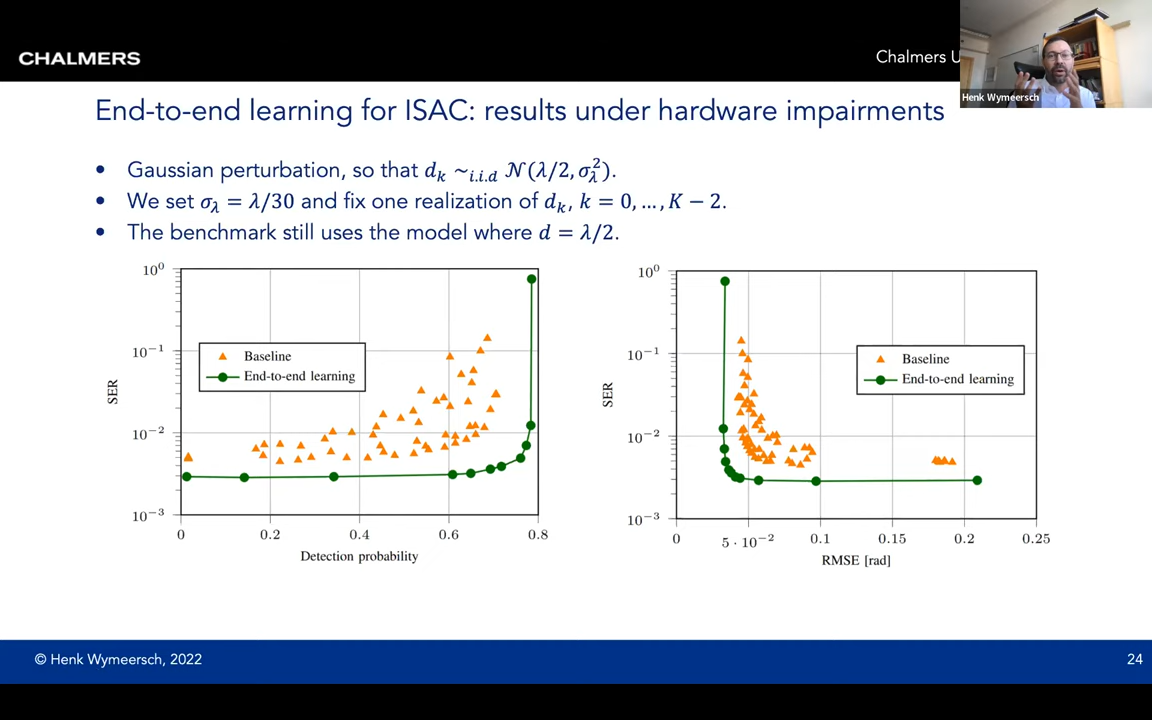 CHALMERS
Chalmers U
Henk Wymeersch
End-to-end learning for ISAC: results under hardware impairments
• Gaussian perturbation, so that dₖ ~i.i.d 𝒩(λ/2, σ_λ²).
• We set σ_λ = λ/30 and fix one realization of dₖ, k = 0, ..., K − 2.
• The benchmark still uses the model where d = λ/2.
10⁰
10⁻¹
10⁻²
10⁻³
SER
Baseline
End-to-end learning
0 0.2 0.4 0.6 0.8
Detection probability
10⁰
10⁻¹
10⁻²
10⁻³
SER
Baseline
End-to-end learning
0 5 · 10⁻² 0.1 0.15 0.2 0.25
RMSE [rad]
© Henk Wymeersch, 2022
24